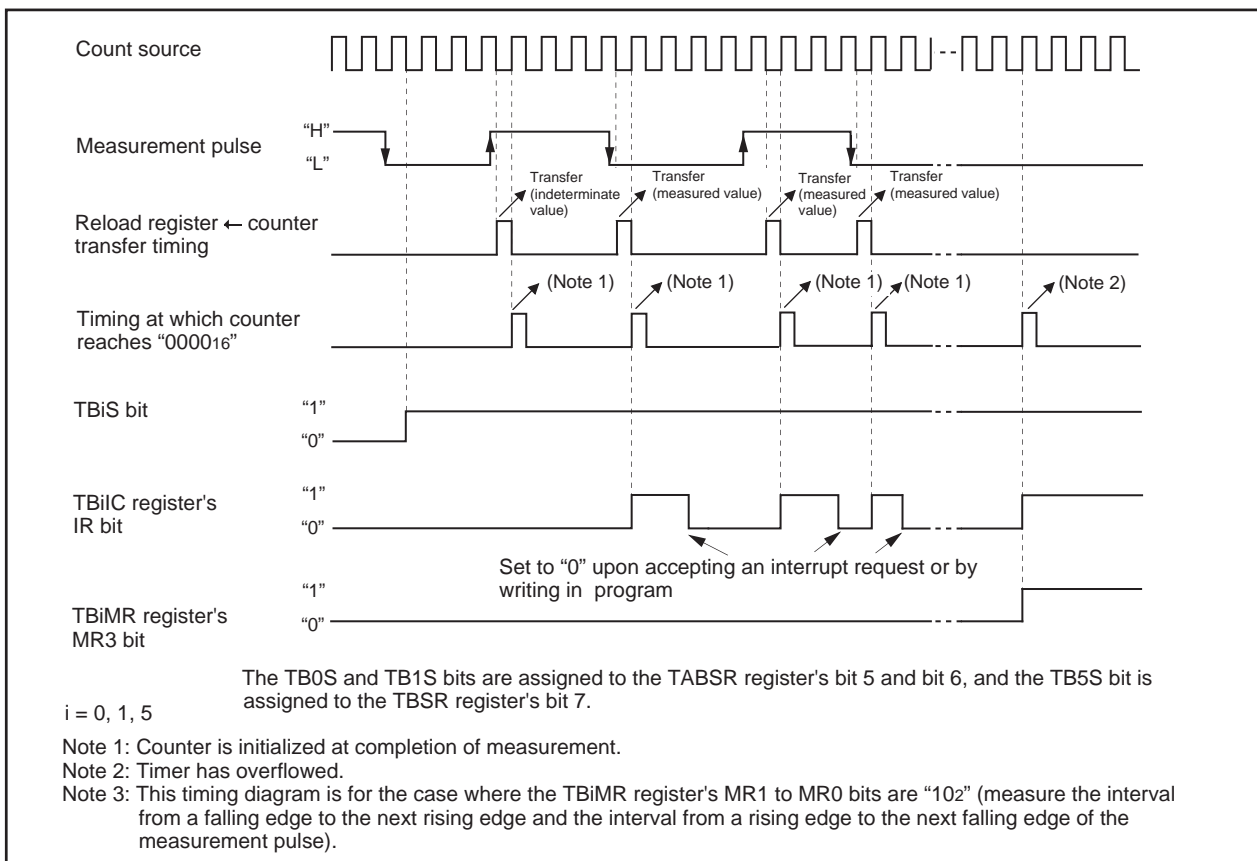 Count source
Measurement pulse
“H”
“L”
Reload register ← counter
transfer timing
Transfer
(indeterminate
value)
Transfer
(measured value)
Transfer
(measured
value)
Transfer
(measured value)
Timing at which counter
reaches “000016”
(Note 1)
(Note 1)
(Note 1)
(Note 1)
(Note 2)
TBiS bit
“1”
“0”
TBiIC register's
IR bit
“1”
“0”
Set to “0” upon accepting an interrupt request or by
writing in program
TBiMR register's
MR3 bit
“1”
“0”
The TB0S and TB1S bits are assigned to the TABSR register's bit 5 and bit 6, and the TB5S bit is
assigned to the TBSR register's bit 7.
i = 0, 1, 5
Note 1: Counter is initialized at completion of measurement.
Note 2: Timer has overflowed.
Note 3: This timing diagram is for the case where the TBiMR register's MR1 to MR0 bits are “102” (measure the interval
from a falling edge to the next rising edge and the interval from a rising edge to the next falling edge of the
measurement pulse).